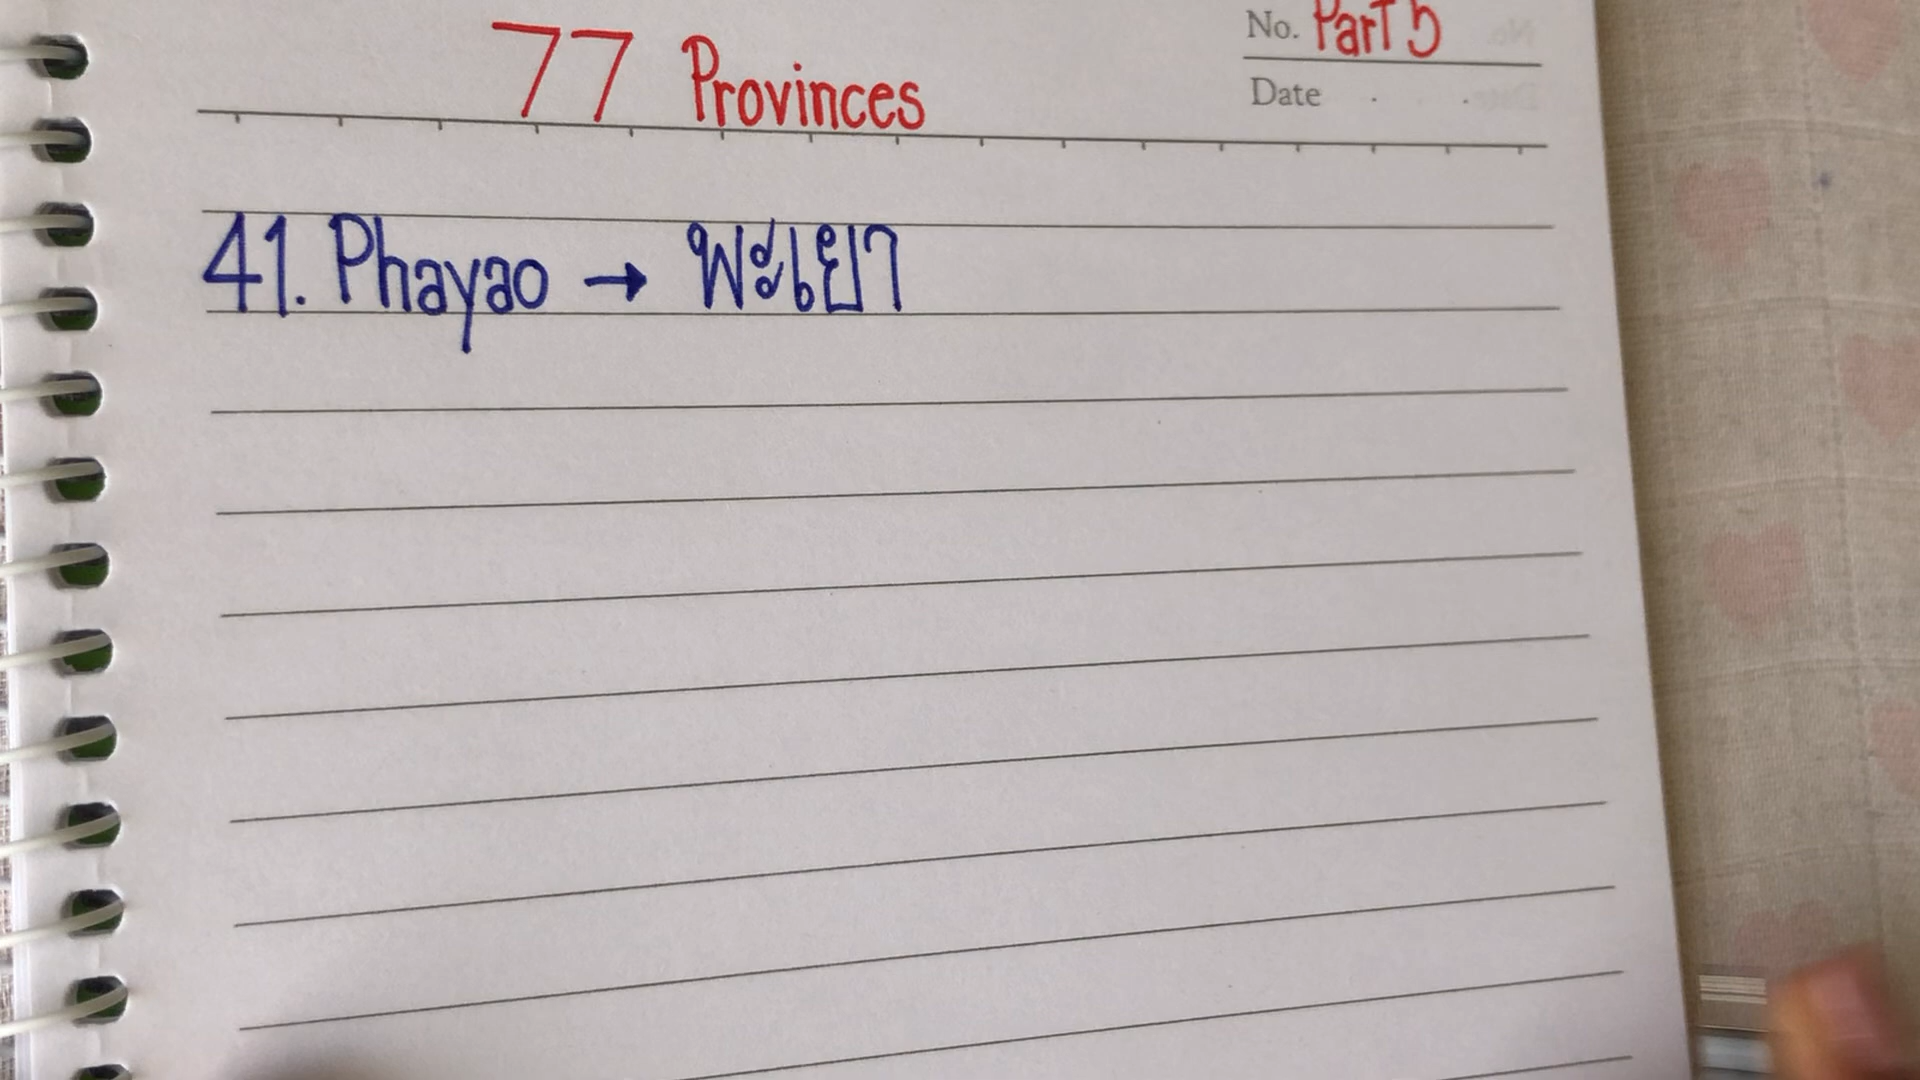 No. Part 5
77 Provinces
Date
41. Phayao → พะเยา